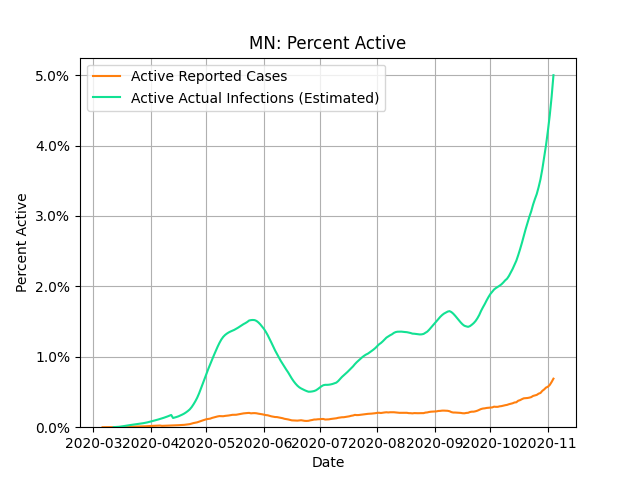 MN: Percent Active
Active Reported Cases
Active Actual Infections (Estimated)
5.0%
4.0%
3.0%
2.0%
1.0%
0.0%
Percent Active
2020-03 2020-04 2020-05 2020-06 2020-07 2020-08 2020-09 2020-10 2020-11
Date